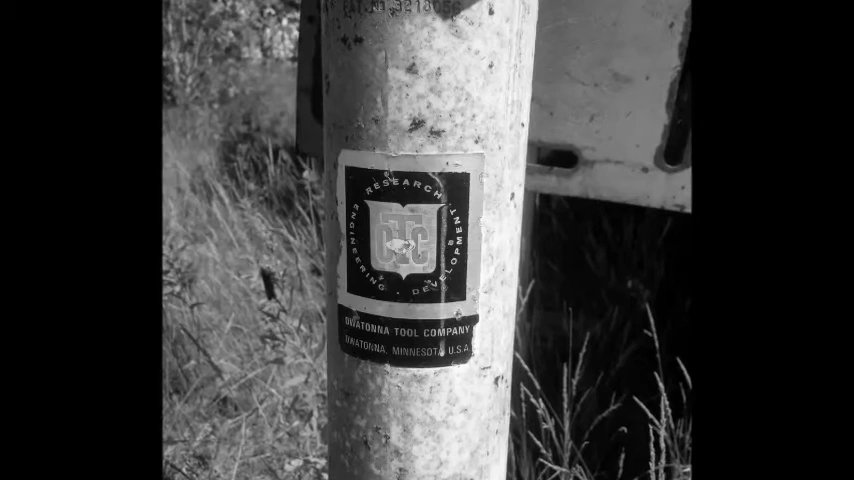 RESEARCH
ENGINEERING · DEVELOPMENT
OTC
OWATONNA TOOL COMPANY
OWATONNA, MINNESOTA U.S.A.